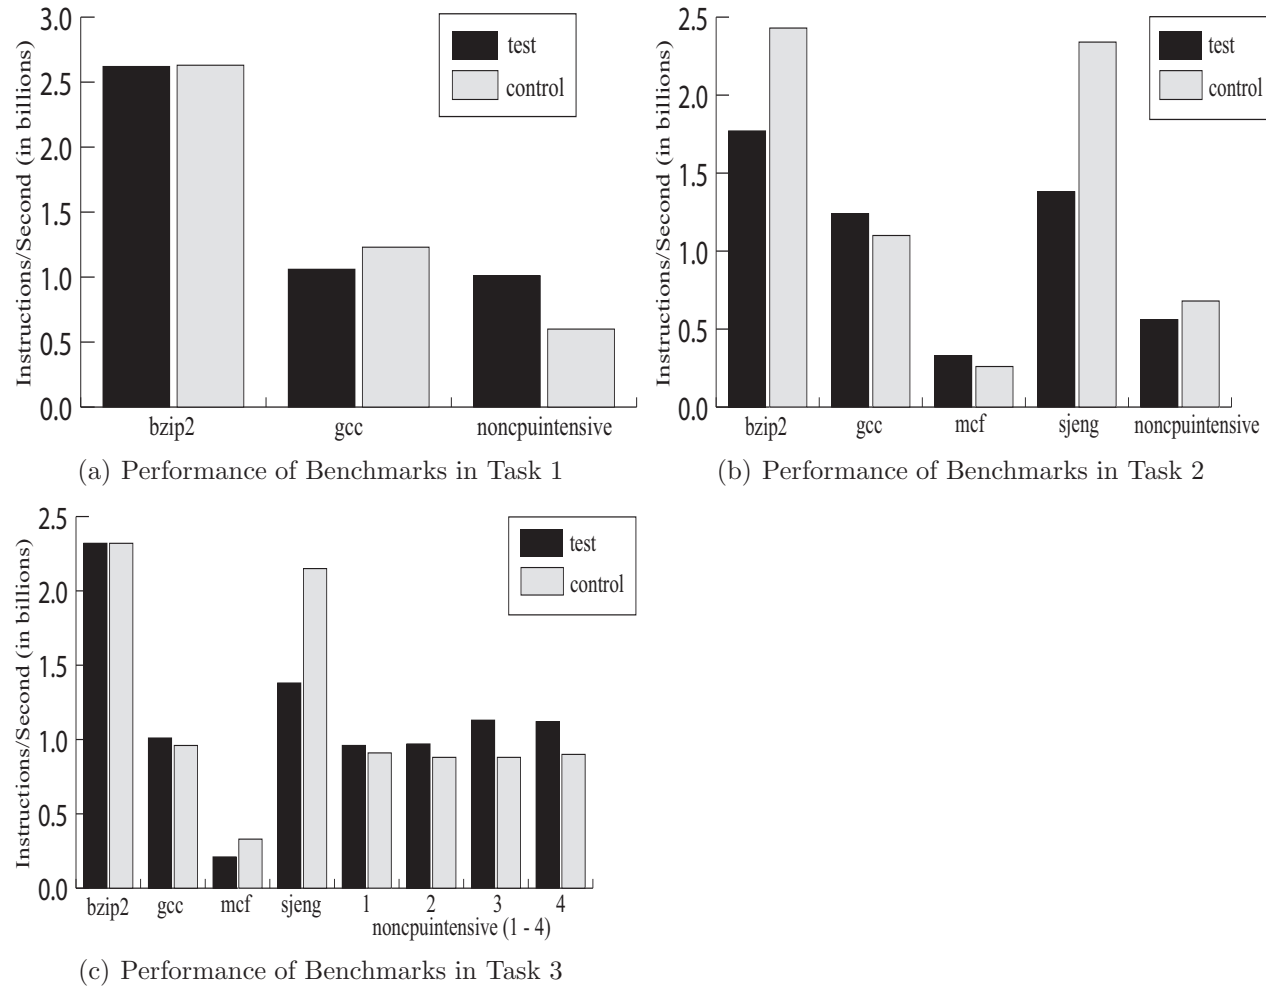 Instructions/Second (in billions)
3.0
2.5
2.0
1.5
1.0
0.5
0.0
test
control
bzip2 gcc noncpuintensive
(a) Performance of Benchmarks in Task 1
Instructions/Second (in billions)
2.5
2.0
1.5
1.0
0.5
0.0
test
control
bzip2 gcc mcf sjeng noncpuintensive
(b) Performance of Benchmarks in Task 2
Instructions/Second (in billions)
2.5
2.0
1.5
1.0
0.5
0.0
test
control
bzip2 gcc mcf sjeng 1 2 3 4
noncpuintensive (1 - 4)
(c) Performance of Benchmarks in Task 3